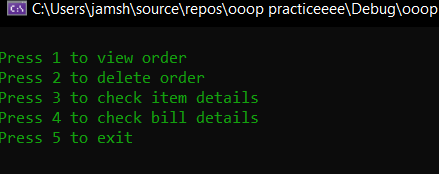 C:\Users\jamsh\source\repos\ooop practiceeee\Debug\ooop
Press 1 to view order
Press 2 to delete order
Press 3 to check item details
Press 4 to check bill details
Press 5 to exit